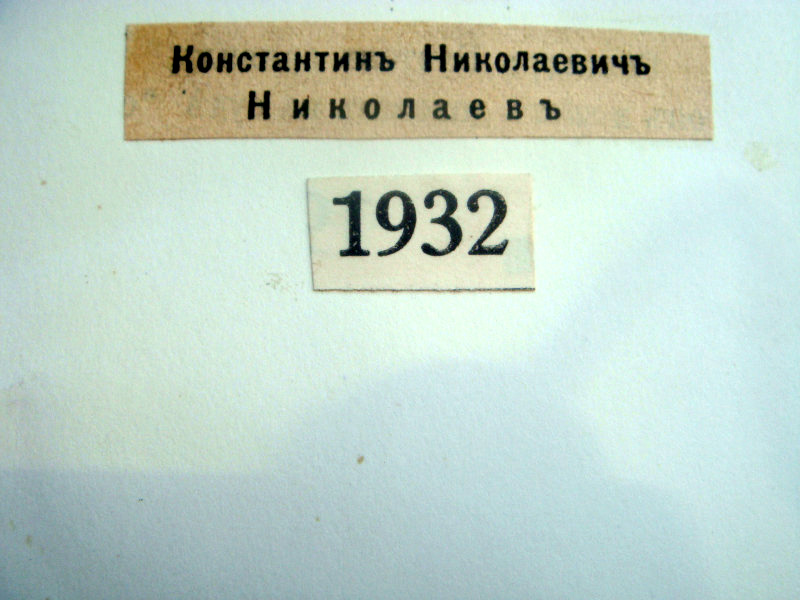 Константинъ Николаевичъ
Николаевъ
1932